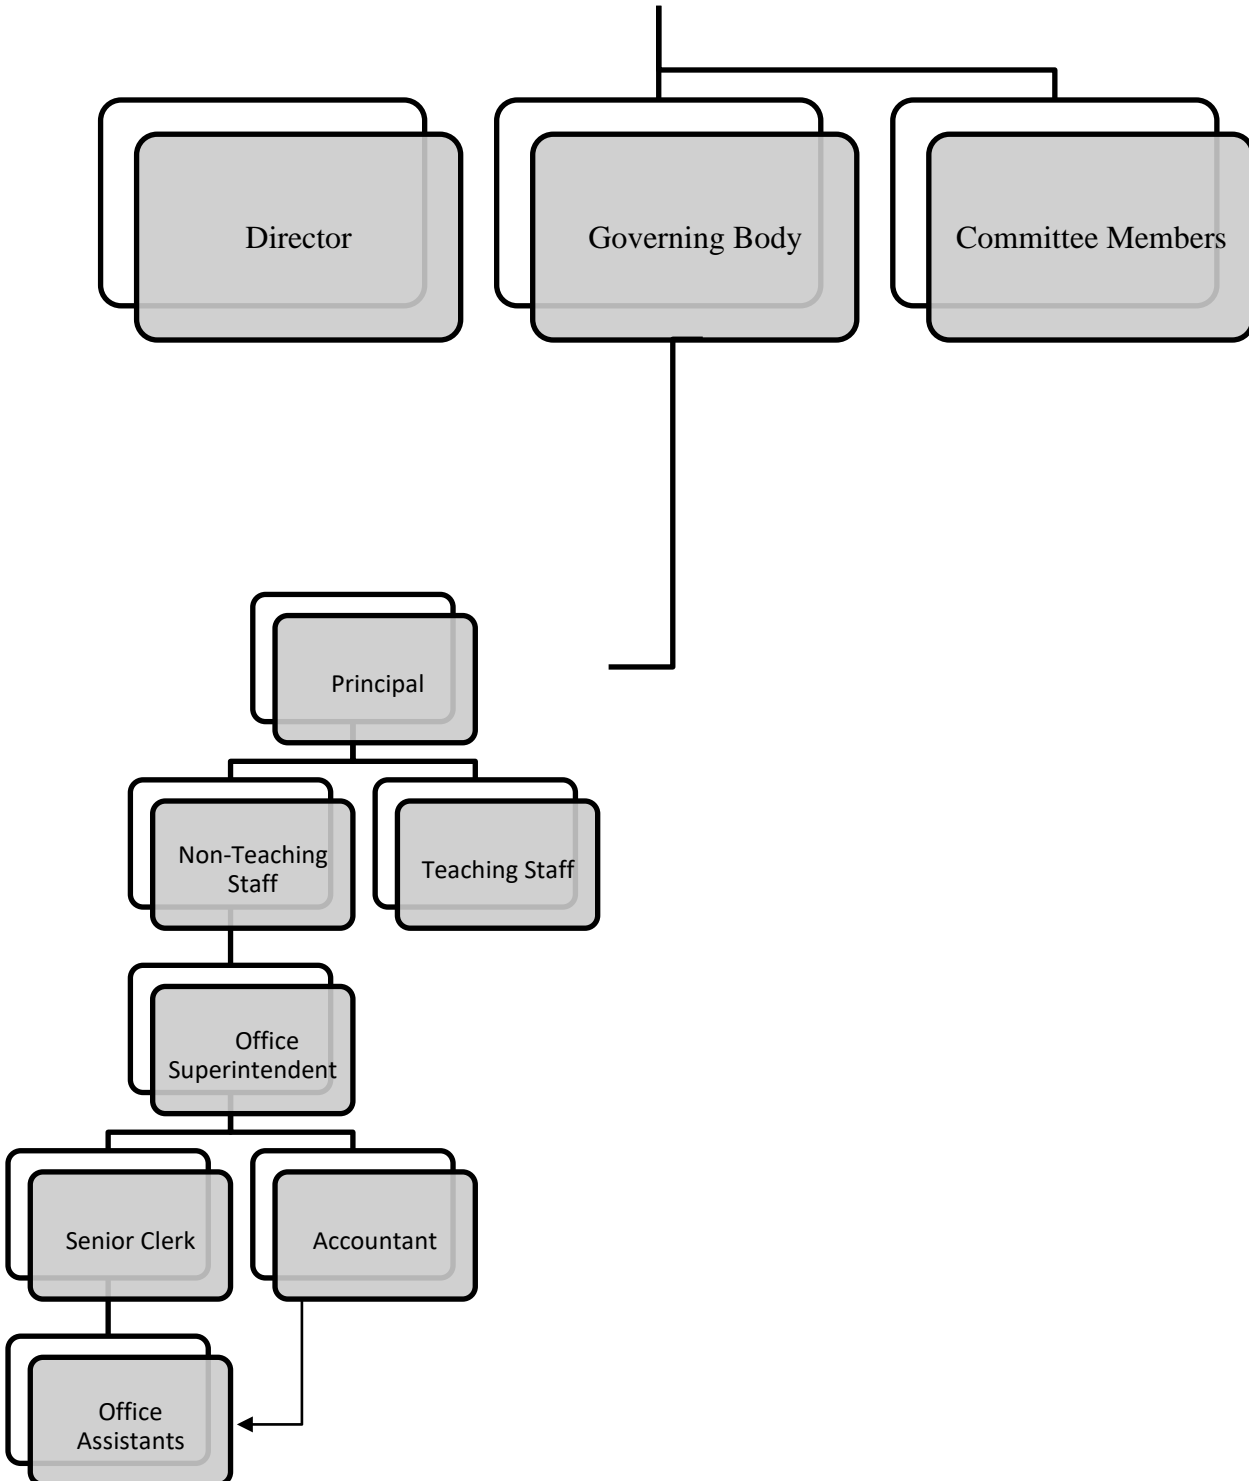 Director
Governing Body
Committee Members
Principal
Non-Teaching
Staff
Teaching Staff
Office
Superintendent
Senior Clerk
Accountant
Office
Assistants